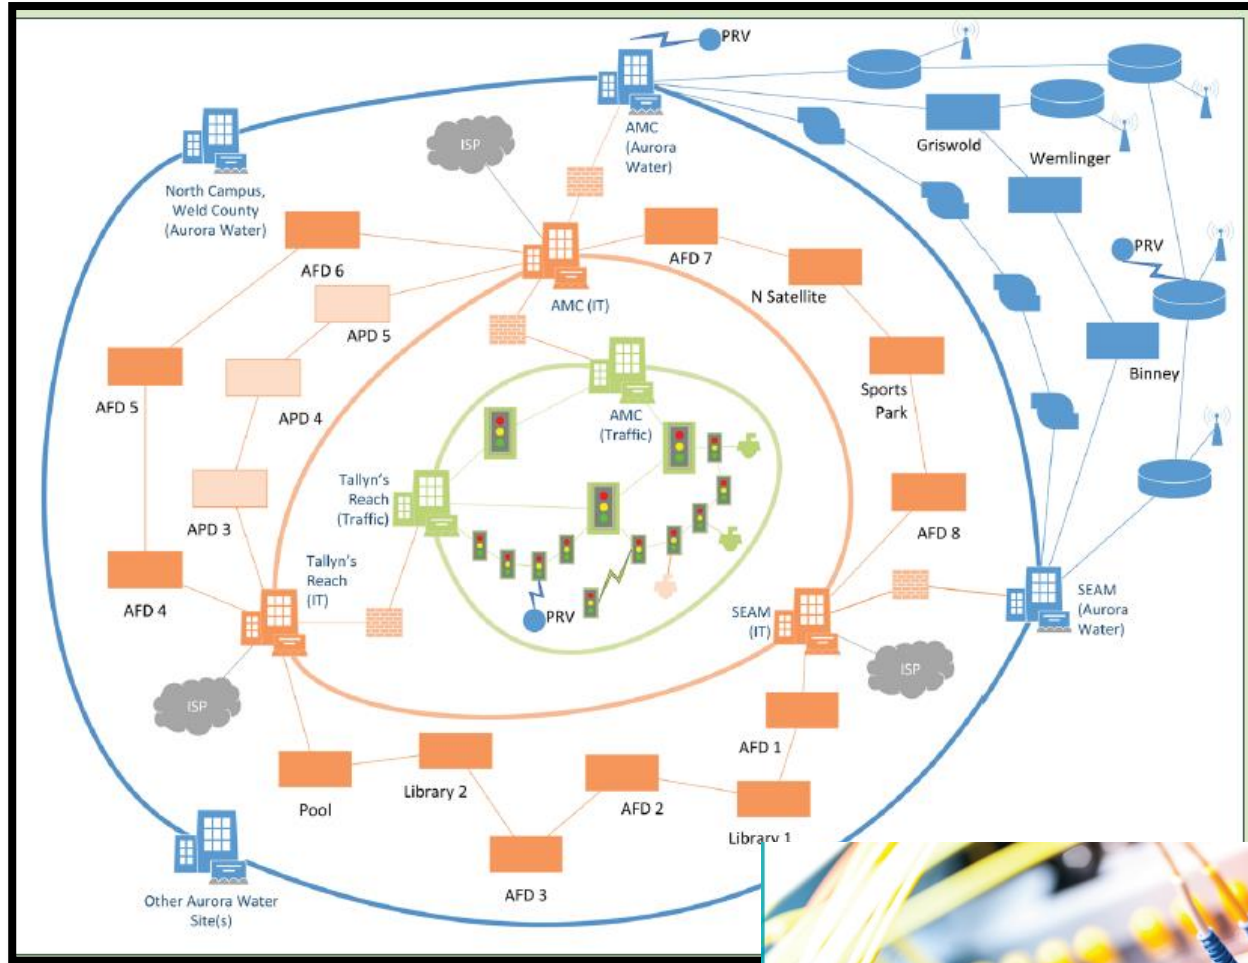 PRV
ISP
AMC
(Aurora
Water)
Griswold
Wemlinger
North Campus,
Weld County
(Aurora Water)
AFD 6
AFD 7
PRV
APD 5
AMC (IT)
N Satellite
AFD 5
APD 4
AMC
(Traffic)
Sports
Park
Binney
Tallyn's
Reach
(Traffic)
APD 3
AFD 8
Tallyn's
Reach
(IT)
AFD 4
PRV
SEAM
(IT)
SEAM
(Aurora
Water)
ISP
ISP
AFD 1
Pool
Library 2
AFD 2
Library 1
AFD 3
Other Aurora Water
Site(s)